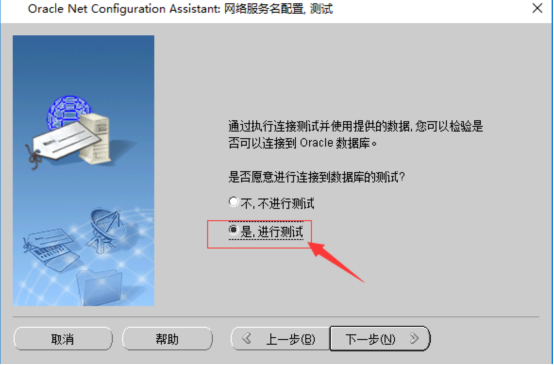 Oracle Net Configuration Assistant: 网络服务名配置, 测试
通过执行连接测试并使用提供的数据, 您可以检验是
否可以连接到 Oracle 数据库。
是否愿意进行连接到数据库的测试?
不, 不进行测试
是, 进行测试
取消
帮助
上一步(B)
下一步(N)